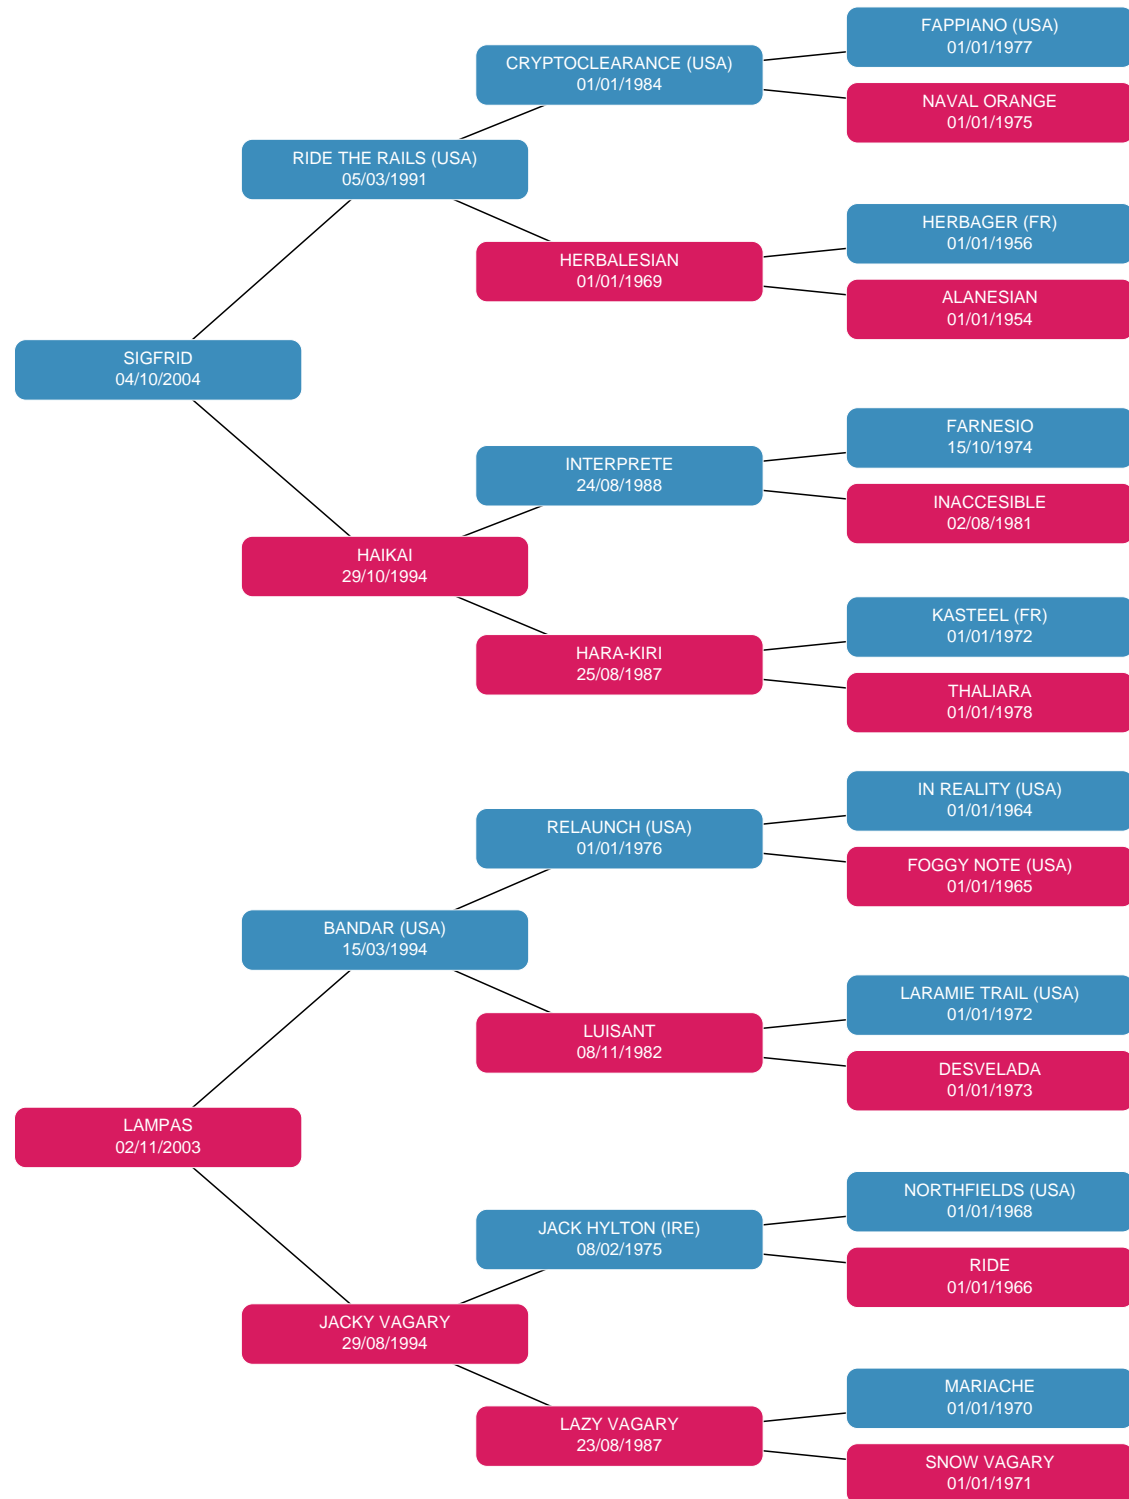 FAPPIANO (USA)
01/01/1977
CRYPTOCLEARANCE (USA)
01/01/1984
NAVAL ORANGE
01/01/1975
RIDE THE RAILS (USA)
05/03/1991
HERBAGER (FR)
01/01/1956
HERBALESIAN
01/01/1969
ALANESIAN
01/01/1954
SIGFRID
04/10/2004
FARNESIO
15/10/1974
INTERPRETE
24/08/1988
INACCESIBLE
02/08/1981
HAIKAI
29/10/1994
KASTEEL (FR)
01/01/1972
HARA-KIRI
25/08/1987
THALIARA
01/01/1978
IN REALITY (USA)
01/01/1964
RELAUNCH (USA)
01/01/1976
FOGGY NOTE (USA)
01/01/1965
BANDAR (USA)
15/03/1994
LARAMIE TRAIL (USA)
01/01/1972
LUISANT
08/11/1982
DESVELADA
01/01/1973
LAMPAS
02/11/2003
NORTHFIELDS (USA)
01/01/1968
JACK HYLTON (IRE)
08/02/1975
RIDE
01/01/1966
JACKY VAGARY
29/08/1994
MARIACHE
01/01/1970
LAZY VAGARY
23/08/1987
SNOW VAGARY
01/01/1971